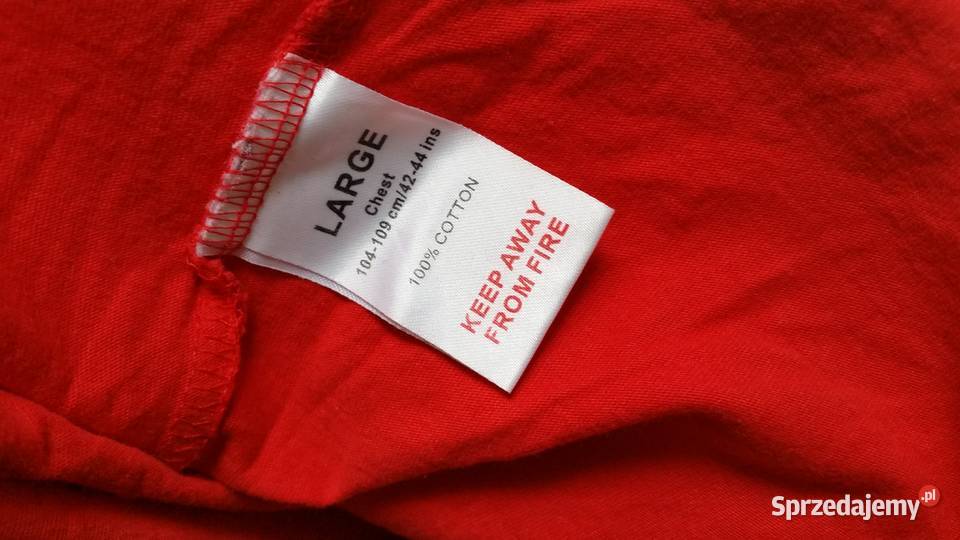 LARGE
Chest
104-109 cm/42-44 ins
100% COTTON
KEEP AWAY
FROM FIRE
Sprzedajemy.pl